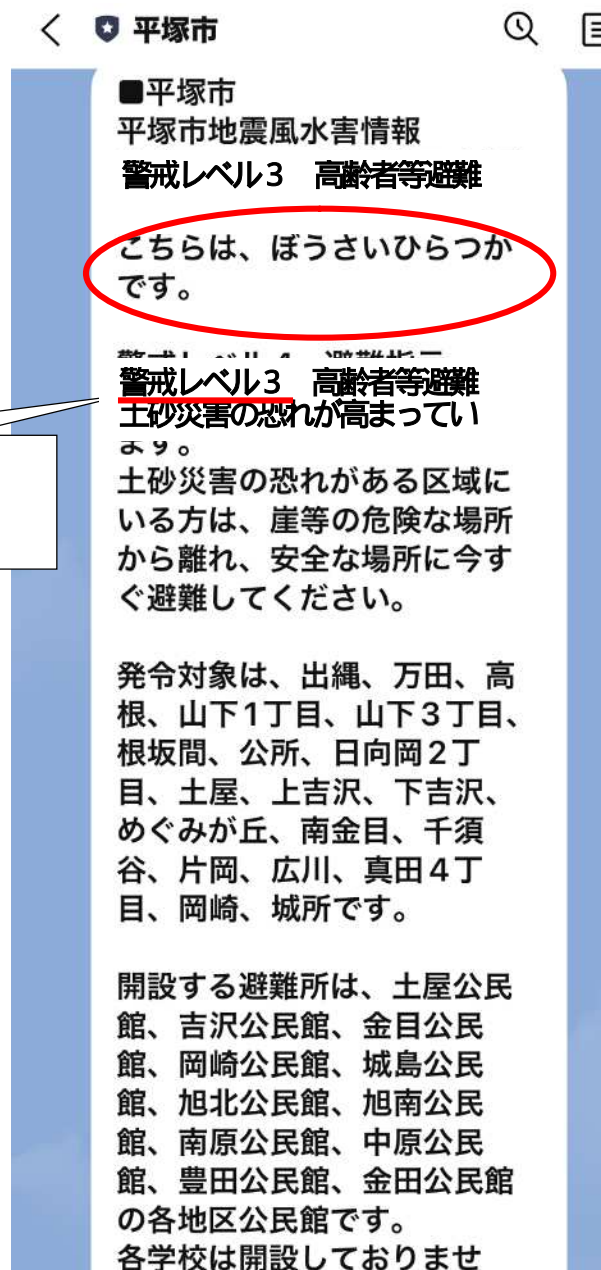 平塚市
■平塚市
平塚市地震風水害情報
警戒レベル３　高齢者等避難
こちらは、ぼうさいひらつか
です。
警戒レベル３　高齢者等避難
土砂災害の恐れが高まってい
ます。
土砂災害の恐れがある区域に
いる方は、崖等の危険な場所
から離れ、安全な場所に今す
ぐ避難してください。
発令対象は、出縄、万田、高
根、山下1丁目、山下３丁目、
根坂間、公所、日向岡２丁
目、土屋、上吉沢、下吉沢、
めぐみが丘、南金目、千須
谷、片岡、広川、真田４丁
目、岡崎、城所です。
開設する避難所は、土屋公民
館、吉沢公民館、金目公民
館、岡崎公民館、城島公民
館、旭北公民館、旭南公民
館、南原公民館、中原公民
館、豊田公民館、金田公民館
の各地区公民館です。
各学校は開設しておりませ